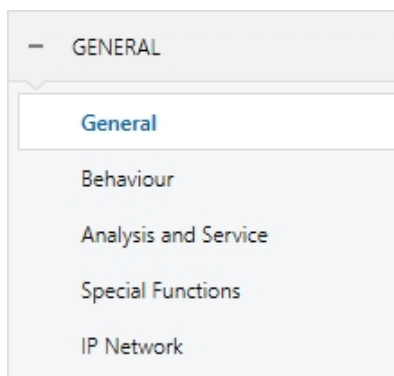 – GENERAL
General
Behaviour
Analysis and Service
Special Functions
IP Network